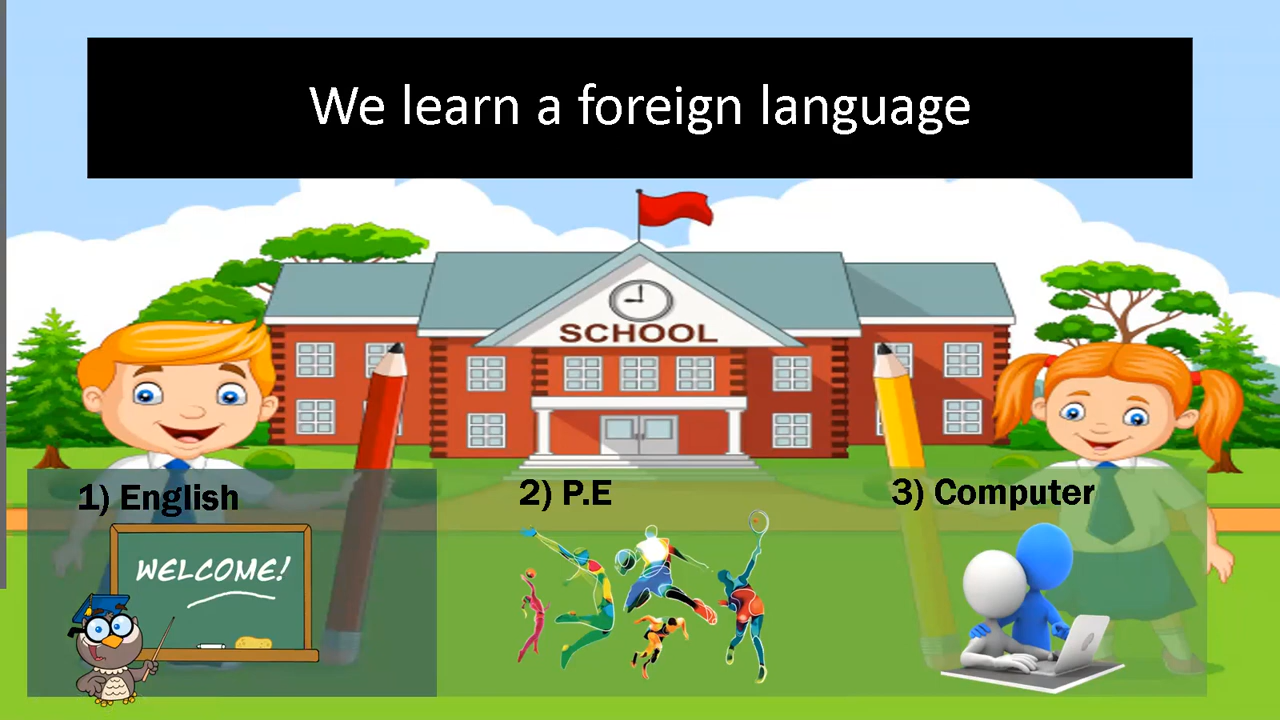 We learn a foreign language
SCHOOL
1) English
2) P.E
3) Computer
WELCOME!